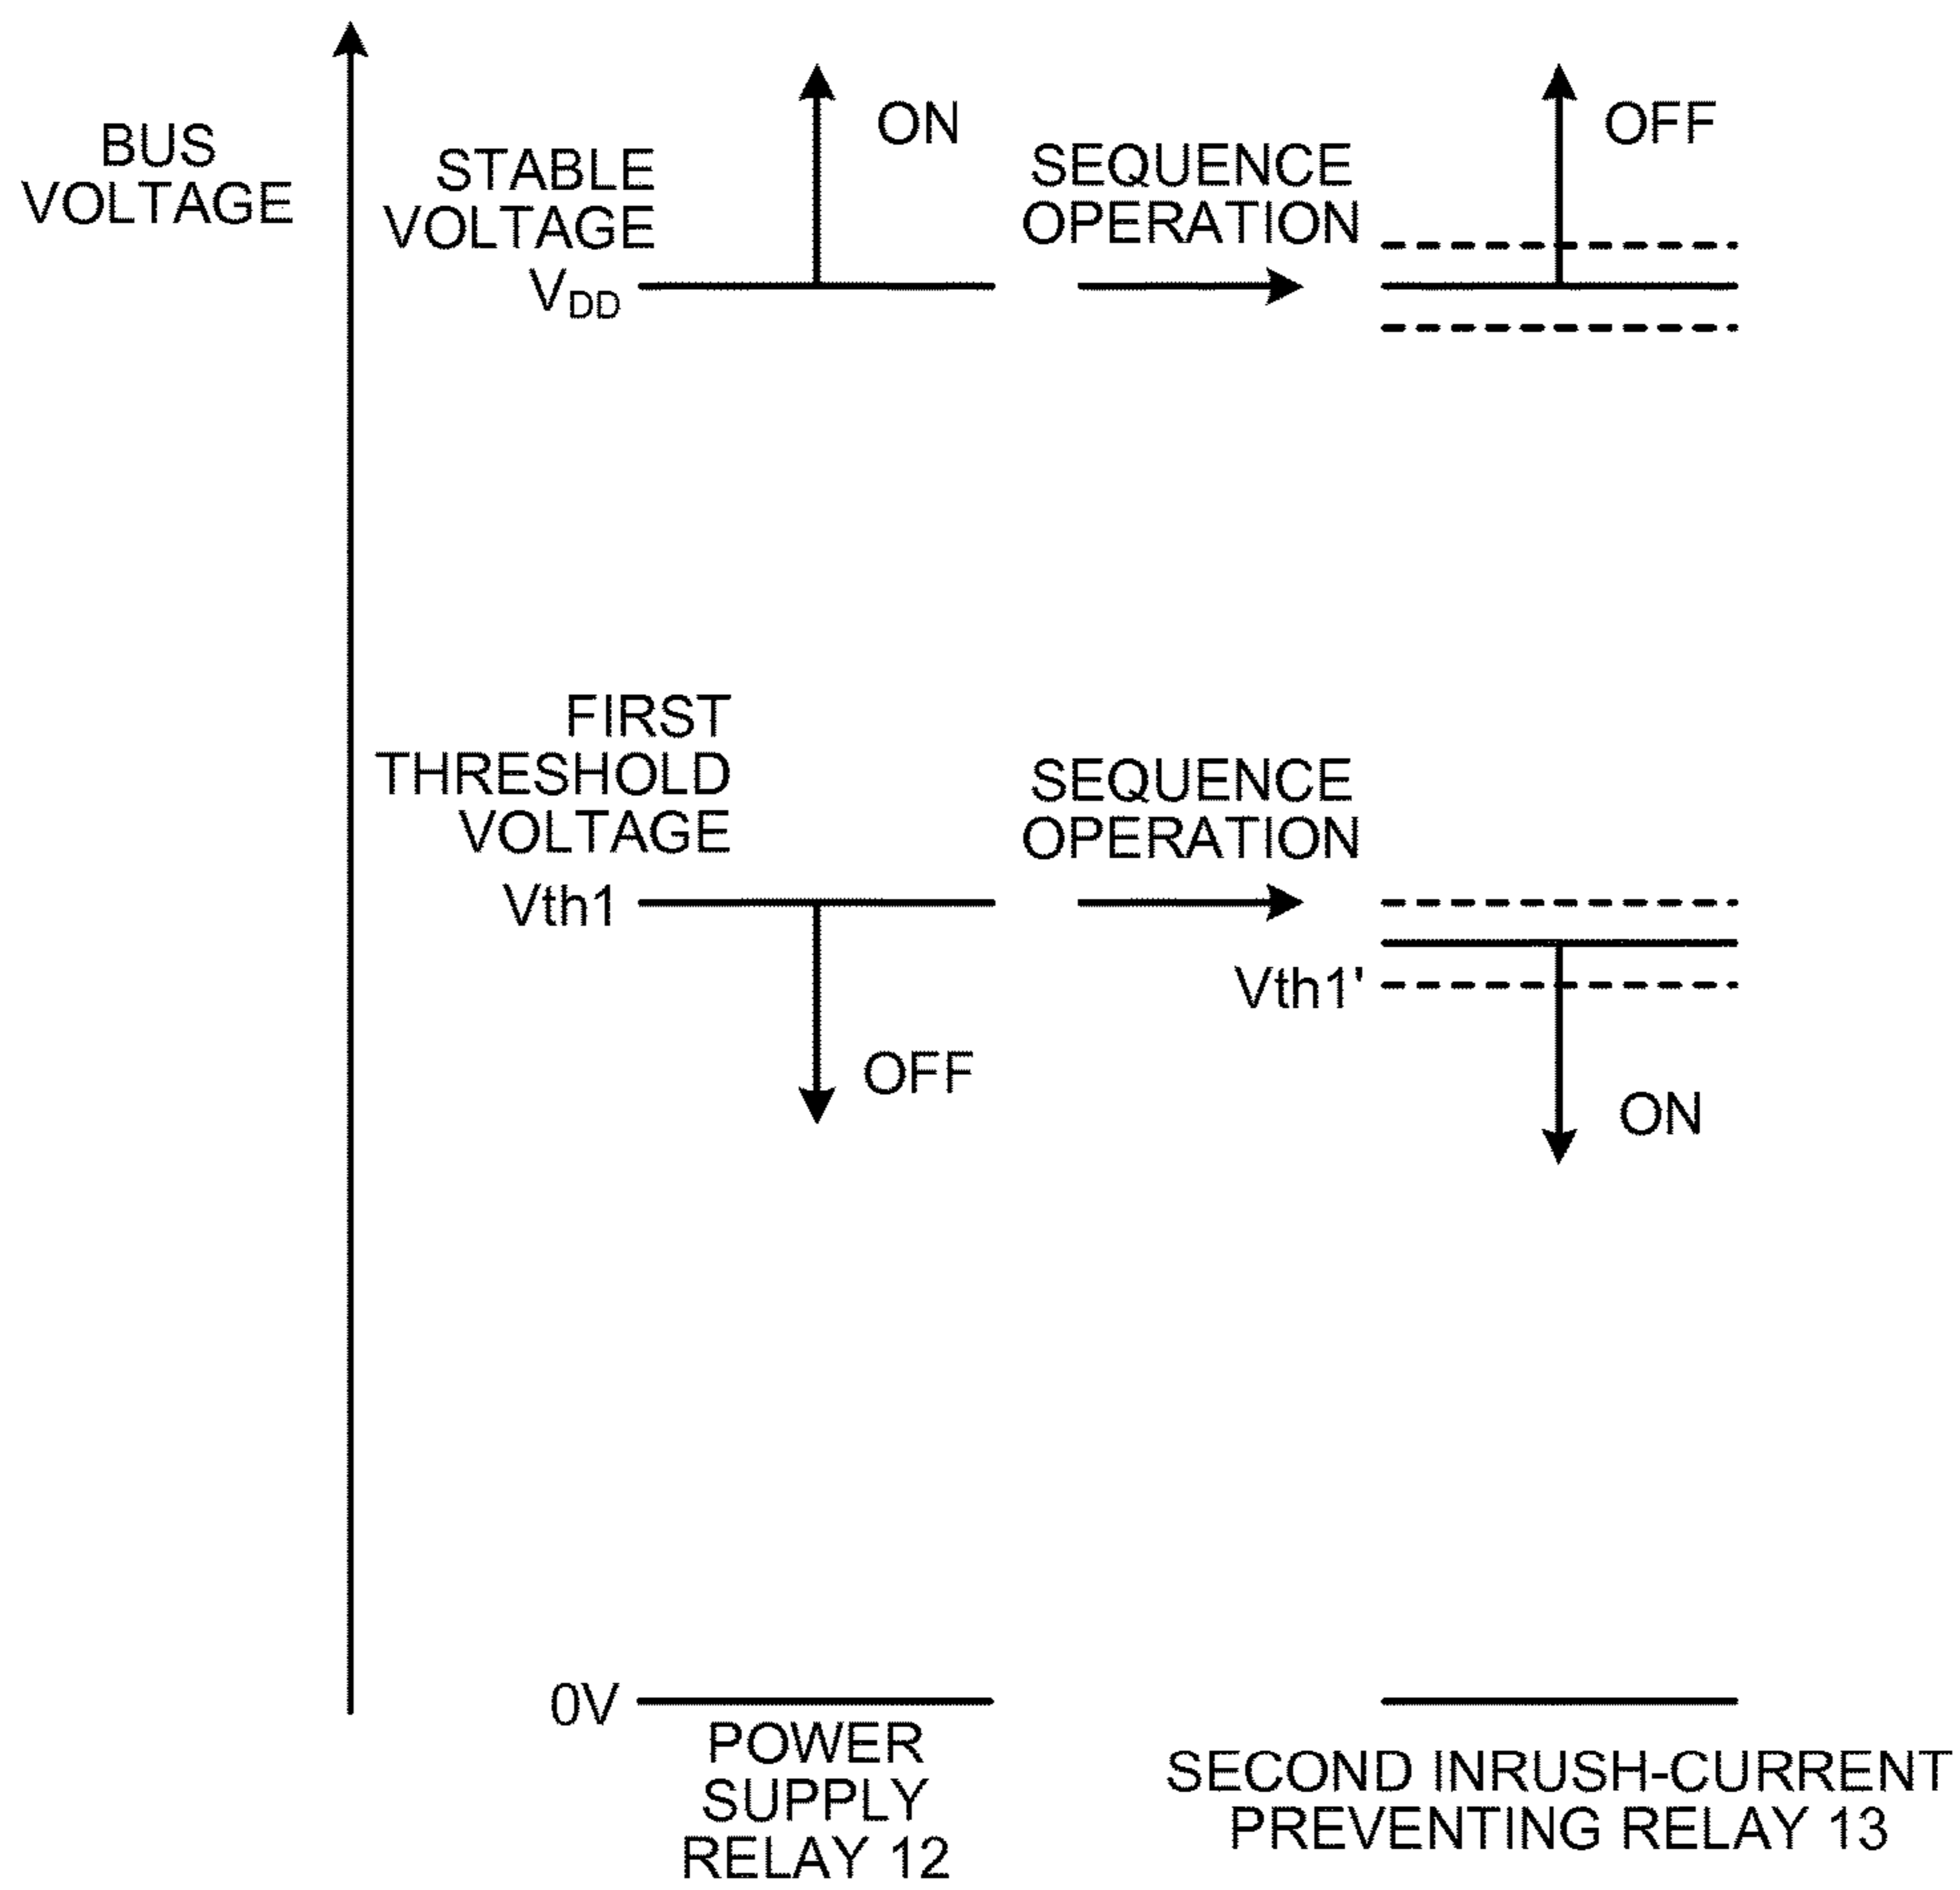 BUS
VOLTAGE
STABLE
VOLTAGE
VDD
ON
SEQUENCE
OPERATION
OFF
FIRST
THRESHOLD
VOLTAGE
Vth1
OFF
SEQUENCE
OPERATION
Vth1'
ON
0V
POWER
SUPPLY
RELAY 12
SECOND INRUSH-CURRENT
PREVENTING RELAY 13